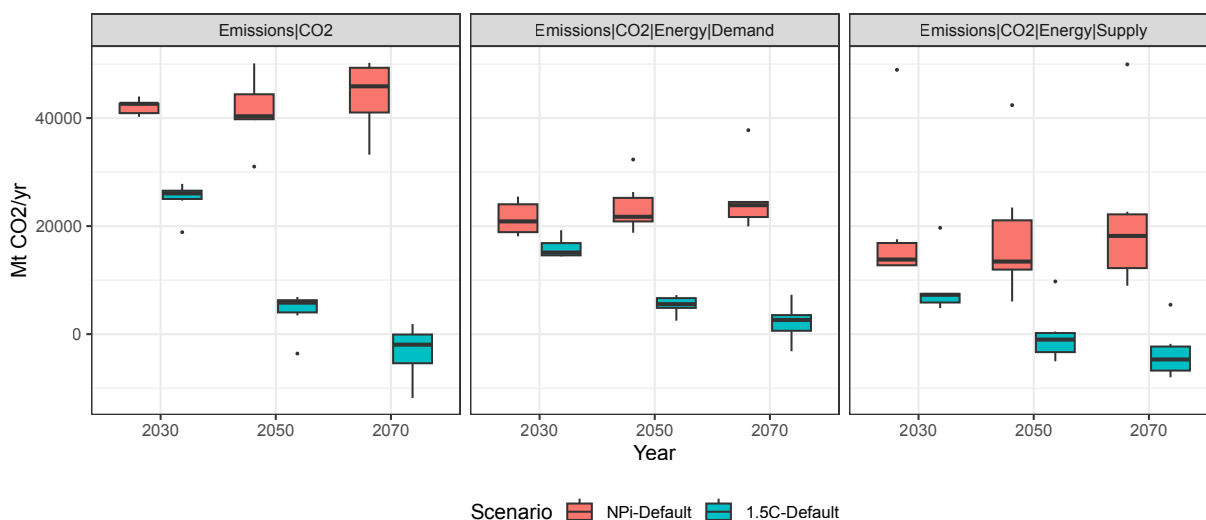 Emissions|CO2 Emissions|CO2|Energy|Demand Emissions|CO2|Energy|Supply
Mt CO2/yr
40000
20000
0
2030 2050 2070 2030 2050 2070 2030 2050 2070
Year
Scenario NPi-Default 1.5C-Default